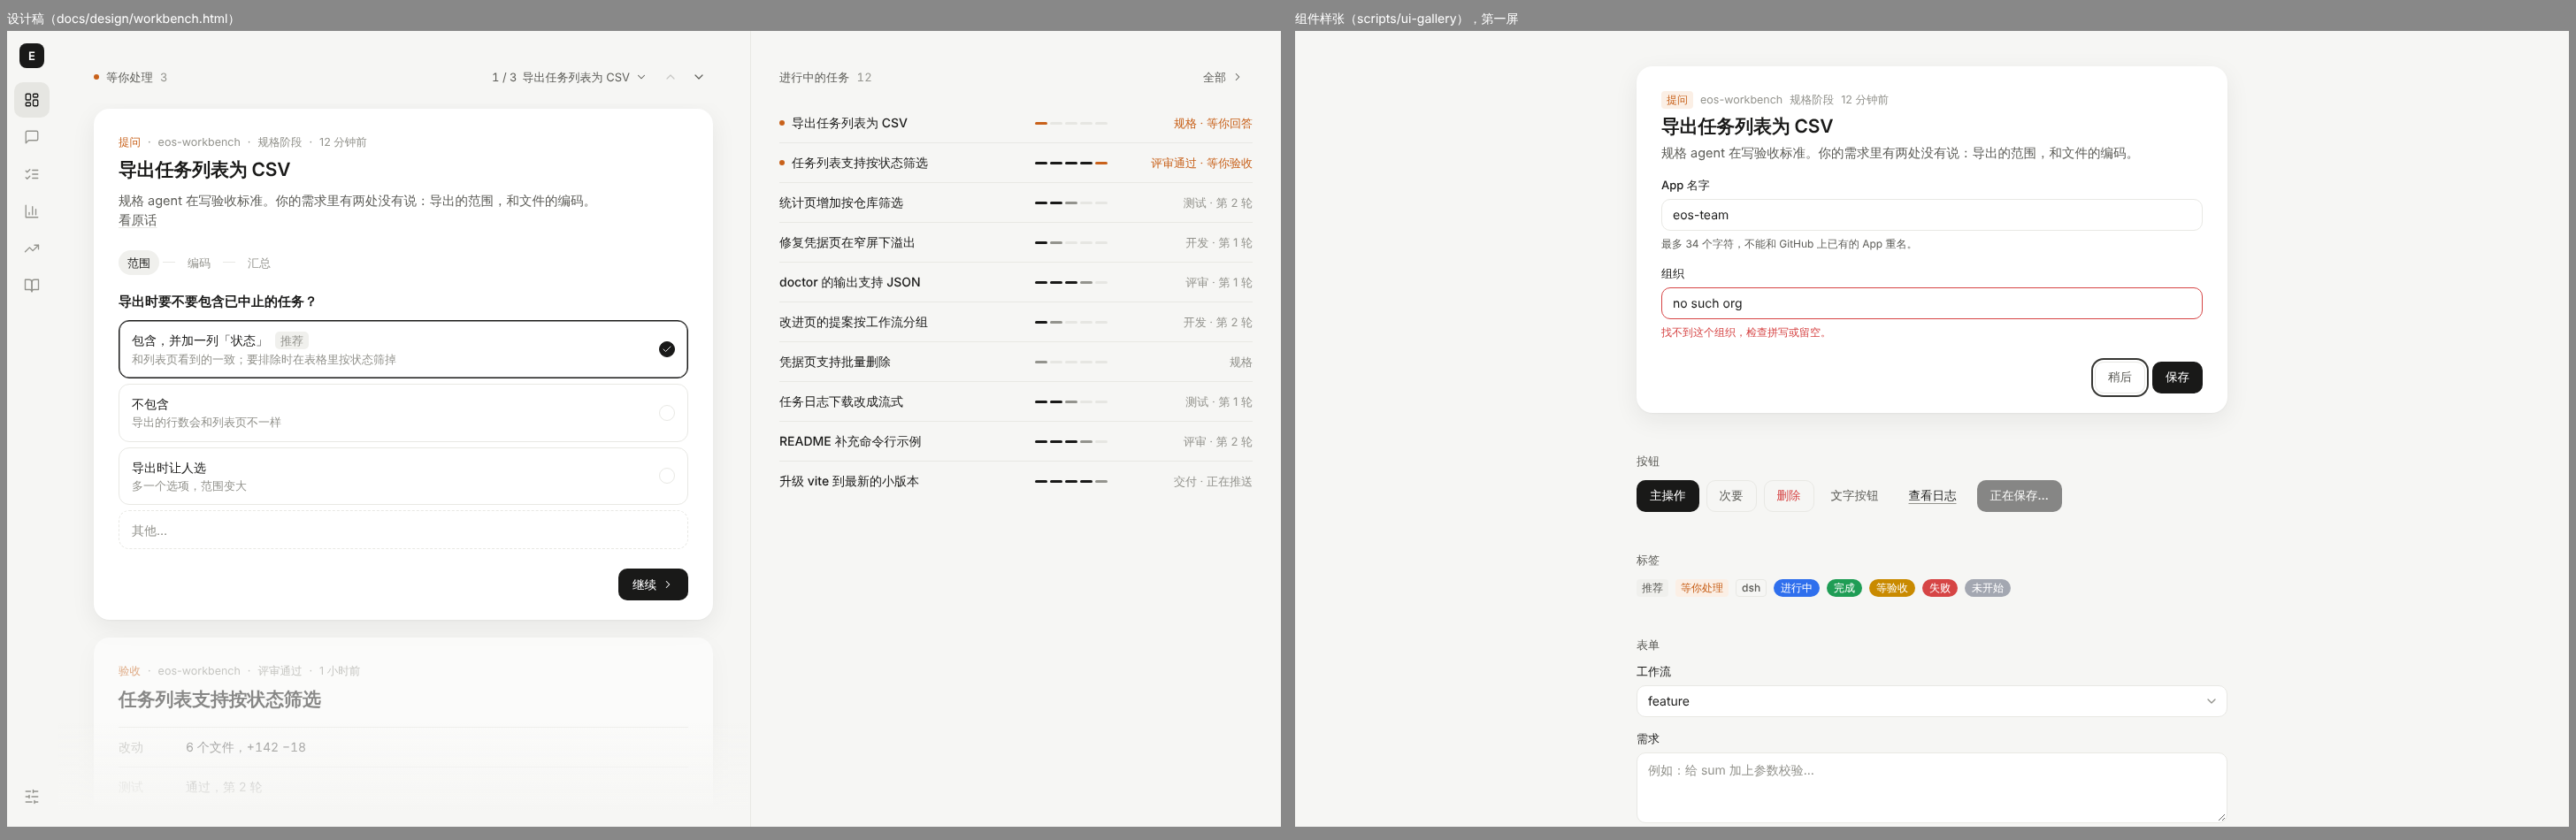 设计稿（docs/design/workbench.html）
E
等你处理 3
1 / 3 导出任务列表为 CSV
提问 · eos-workbench · 规格阶段 · 12 分钟前
导出任务列表为 CSV
规格 agent 在写验收标准。你的需求里有两处没有说：导出的范围，和文件的编码。
看原话
范围 — 编码 — 汇总
导出时要不要包含已中止的任务？
包含，并加一列「状态」 推荐
和列表页看到的一致；要排除时在表格里按状态筛掉
不包含
导出的行数会和列表页不一样
导出时让人选
多一个选项，范围变大
其他…
继续
验收 · eos-workbench · 评审通过 · 1 小时前
任务列表支持按状态筛选
改动 6 个文件，+142 −18
测试 通过，第 2 轮
进行中的任务 12
全部
导出任务列表为 CSV 规格 · 等你回答
任务列表支持按状态筛选 评审通过 · 等你验收
统计页增加按仓库筛选 测试 · 第 2 轮
修复凭据页在窄屏下溢出 开发 · 第 1 轮
doctor 的输出支持 JSON 评审 · 第 1 轮
改进页的提案按工作流分组 开发 · 第 2 轮
凭据页支持批量删除 规格
任务日志下载改成流式 测试 · 第 1 轮
README 补充命令行示例 评审 · 第 2 轮
升级 vite 到最新的小版本 交付 · 正在推送
组件样张（scripts/ui-gallery），第一屏
提问 eos-workbench 规格阶段 12 分钟前
导出任务列表为 CSV
规格 agent 在写验收标准。你的需求里有两处没有说：导出的范围，和文件的编码。
App 名字
eos-team
最多 34 个字符，不能和 GitHub 上已有的 App 重名。
组织
no such org
找不到这个组织，检查拼写或留空。
稍后 保存
按钮
主操作 次要 删除 文字按钮 查看日志 正在保存…
标签
推荐 等你处理 dsh 进行中 完成 等验收 失败 未开始
表单
工作流
feature
需求
例如：给 sum 加上参数校验…